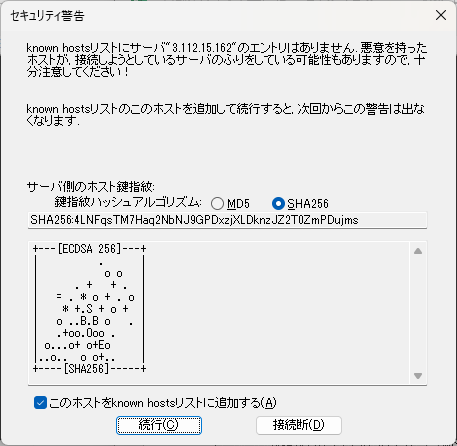 セキュリティ警告
known hostsリストにサーバ"3.112.15.162"のエントリはありません. 悪意を持った
ホストが, 接続しようとしているサーバのふりをしている可能性もありますので, 十
分注意してください!
known hostsリストのこのホストを追加して続行すると, 次回からこの警告は出な
くなります.
サーバ側のホスト鍵指紋:
鍵指紋ハッシュアルゴリズム: MD5 SHA256
SHA256:4LNFqsTM7Haq2NbNJ9GPDxzjXLDknzJZ2T0ZmPDujms
+---[ECDSA 256]---+
|          .      |
|           o o   |
|       . +   + . |
|    = . * o + . o|
|     * +.S + o + |
|    o ..B.B o   .|
|    .+oo.Ooo .   |
|  o...o+ o+Eo    |
|..o..  o o+..    |
+----[SHA256]-----+
このホストをknown hostsリストに追加する(A)
続行(C) 接続断(D)